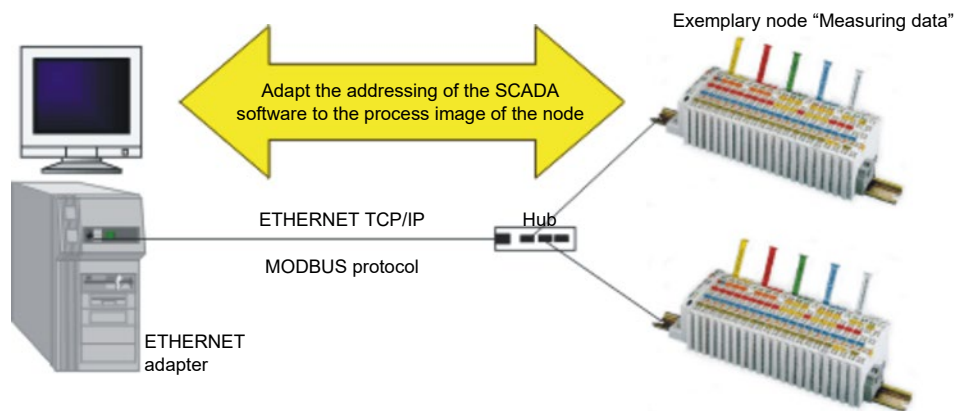 Exemplary node “Measuring data”
Adapt the addressing of the SCADA
software to the process image of the node
ETHERNET TCP/IP
Hub
MODBUS protocol
ETHERNET
adapter